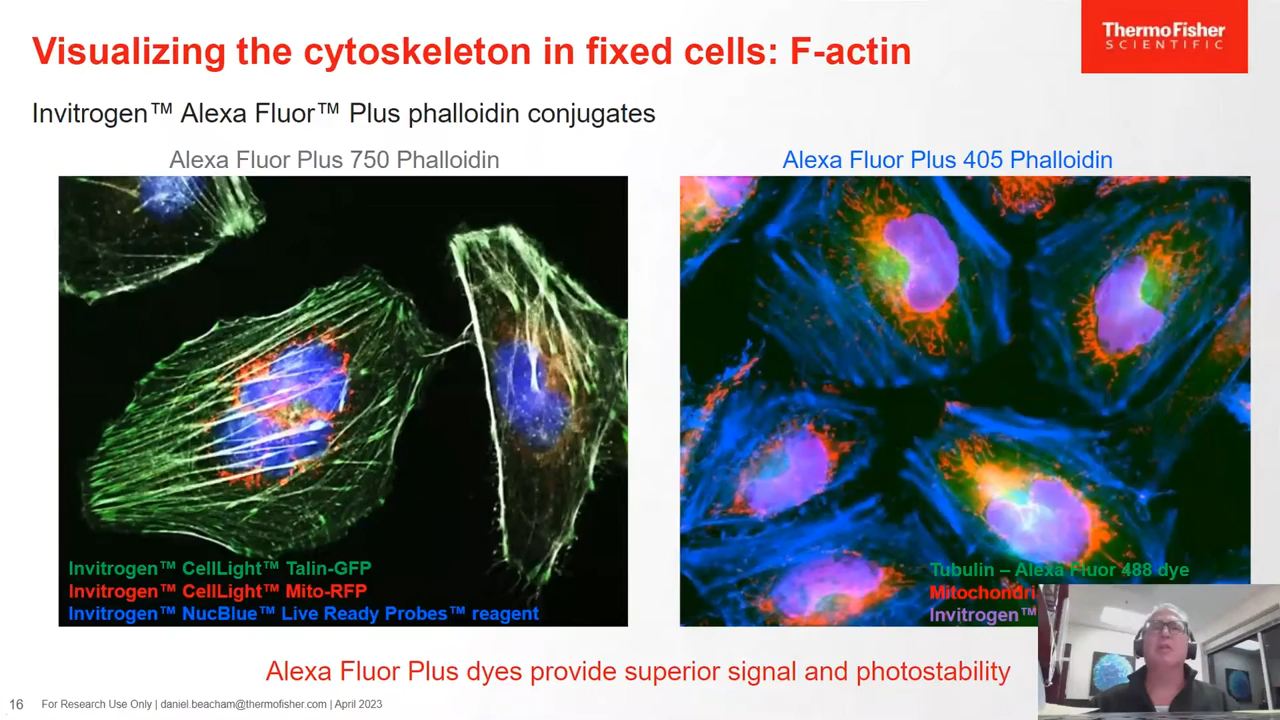 Visualizing the cytoskeleton in fixed cells: F-actin
ThermoFisher
SCIENTIFIC
Invitrogen™ Alexa Fluor™ Plus phalloidin conjugates
Alexa Fluor Plus 750 Phalloidin
Alexa Fluor Plus 405 Phalloidin
Invitrogen™ CellLight™ Talin-GFP
Invitrogen™ CellLight™ Mito-RFP
Invitrogen™ NucBlue™ Live Ready Probes™ reagent
Tubulin – Alexa Fluor 488 dye
Mitochondri
Invitrogen™
Alexa Fluor Plus dyes provide superior signal and photostability
16 For Research Use Only | daniel.beacham@thermofisher.com | April 2023